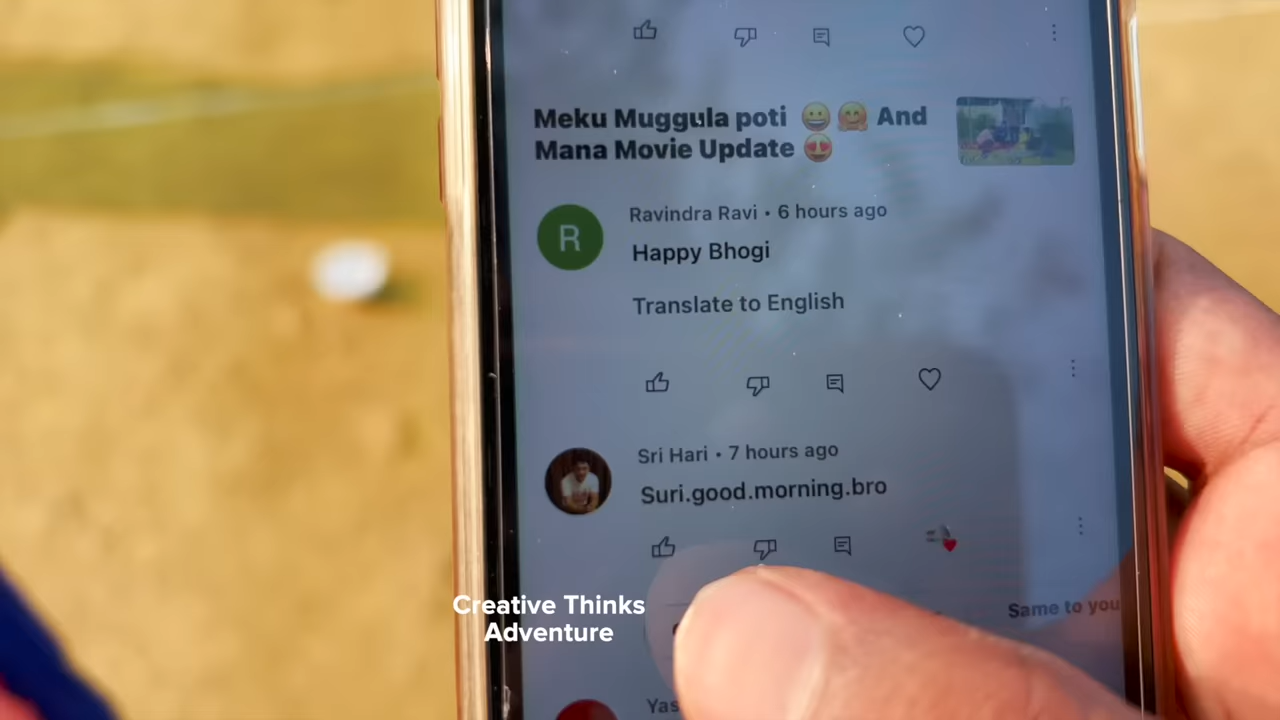 Meku Muggula poti 😀 🤗 And
Mana Movie Update 😍
R
Ravindra Ravi • 6 hours ago
Happy Bhogi
Translate to English
Sri Hari • 7 hours ago
Suri.good.morning.bro
Same to you
Creative Thinks
Adventure
Yas